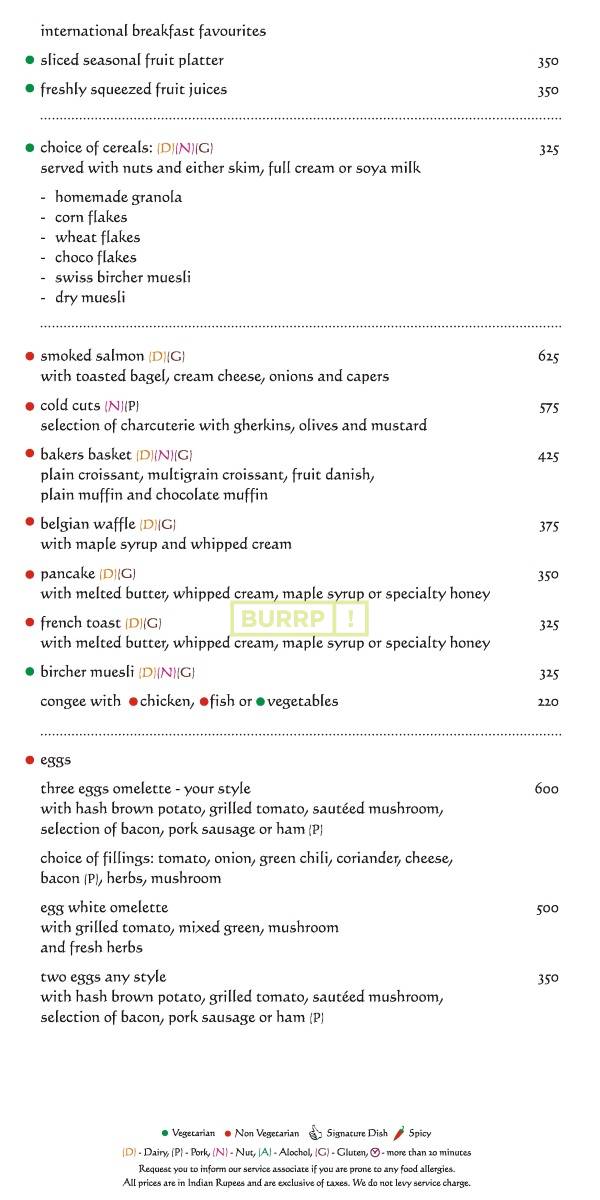 international breakfast favourites
sliced seasonal fruit platter 350
freshly squeezed fruit juices 350
choice of cereals: (D)(N)(G) 325
served with nuts and either skim, full cream or soya milk
- homemade granola
- corn flakes
- wheat flakes
- choco flakes
- swiss bircher muesli
- dry muesli
smoked salmon (D)(G) 625
with toasted bagel, cream cheese, onions and capers
cold cuts (N)(P) 575
selection of charcuterie with gherkins, olives and mustard
bakers basket (D)(N)(G) 425
plain croissant, multigrain croissant, fruit danish,
plain muffin and chocolate muffin
belgian waffle (D)(G) 375
with maple syrup and whipped cream
pancake (D)(G) 350
with melted butter, whipped cream, maple syrup or specialty honey
BURRP !
french toast (D)(G) 325
with melted butter, whipped cream, maple syrup or specialty honey
bircher muesli (D)(N)(G) 325
congee with chicken, fish or vegetables 220
eggs
three eggs omelette - your style 600
with hash brown potato, grilled tomato, sautéed mushroom,
selection of bacon, pork sausage or ham (P)
choice of fillings: tomato, onion, green chili, coriander, cheese,
bacon (P), herbs, mushroom
egg white omelette 500
with grilled tomato, mixed green, mushroom
and fresh herbs
two eggs any style 350
with hash brown potato, grilled tomato, sautéed mushroom,
selection of bacon, pork sausage or ham (P)
Vegetarian Non Vegetarian Signature Dish Spicy
(D) - Dairy, (P) - Pork, (N) - Nut, (A) - Alochol, (G) - Gluten, - more than 20 minutes
Request you to inform our service associate if you are prone to any food allergies.
All prices are in Indian Rupees and are exclusive of taxes. We do not levy service charge.